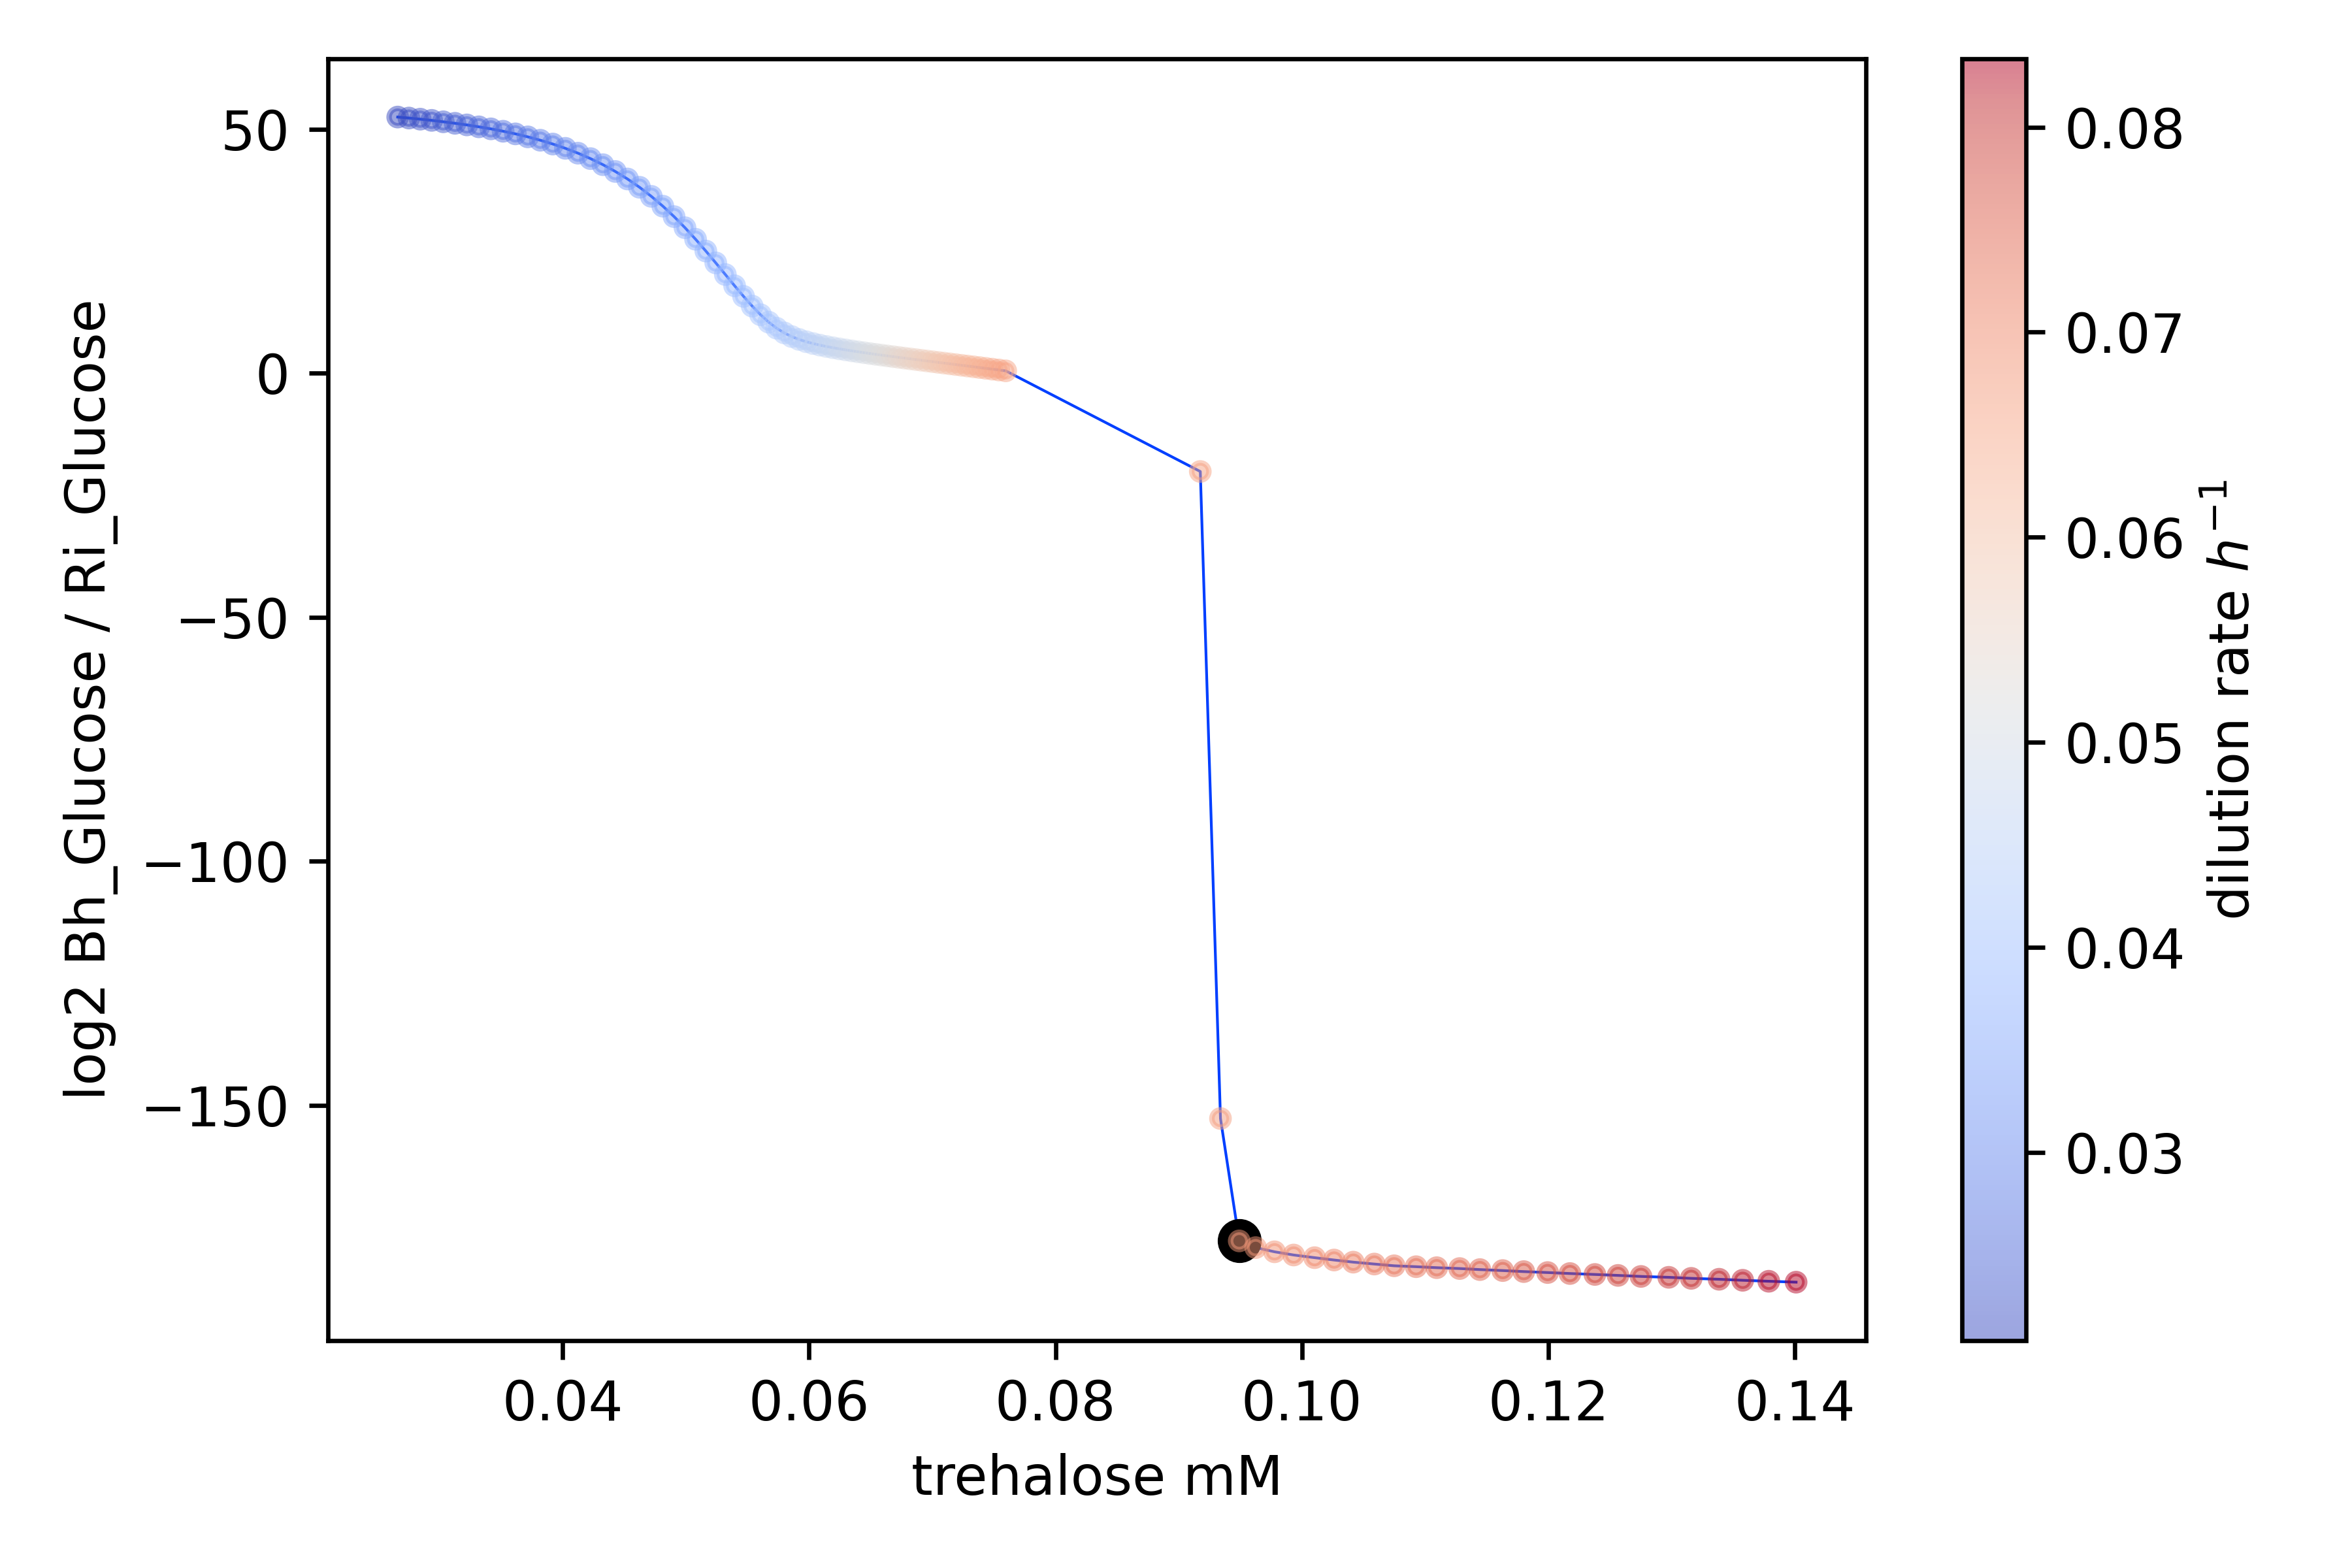 log2 Bh_Glucose / Ri_Glucose
50
0
−50
−100
−150
0.04 0.06 0.08 0.10 0.12 0.14
trehalose mM
0.08
0.07
0.06
0.05
0.04
0.03
dilution rate h⁻¹